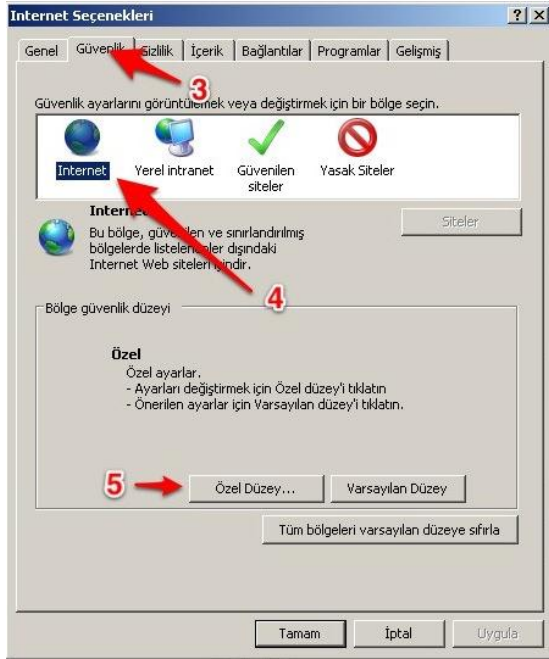 Internet Seçenekleri
Genel Güvenlik Gizlilik İçerik Bağlantılar Programlar Gelişmiş
3
Güvenlik ayarlarını görüntülemek veya değiştirmek için bir bölge seçin.
Internet Yerel intranet Güvenilen siteler Yasak Siteler
Internet
Siteler
Bu bölge, güvenilen ve sınırlandırılmış
bölgelerde listelenenler dışındaki
Internet Web siteleri içindir.
4
Bölge güvenlik düzeyi
Özel
Özel ayarlar.
- Ayarları değiştirmek için Özel düzey'i tıklatın
- Önerilen ayarlar için Varsayılan düzey'i tıklatın.
5
Özel Düzey... Varsayılan Düzey
Tüm bölgeleri varsayılan düzeye sıfırla
Tamam İptal Uygula